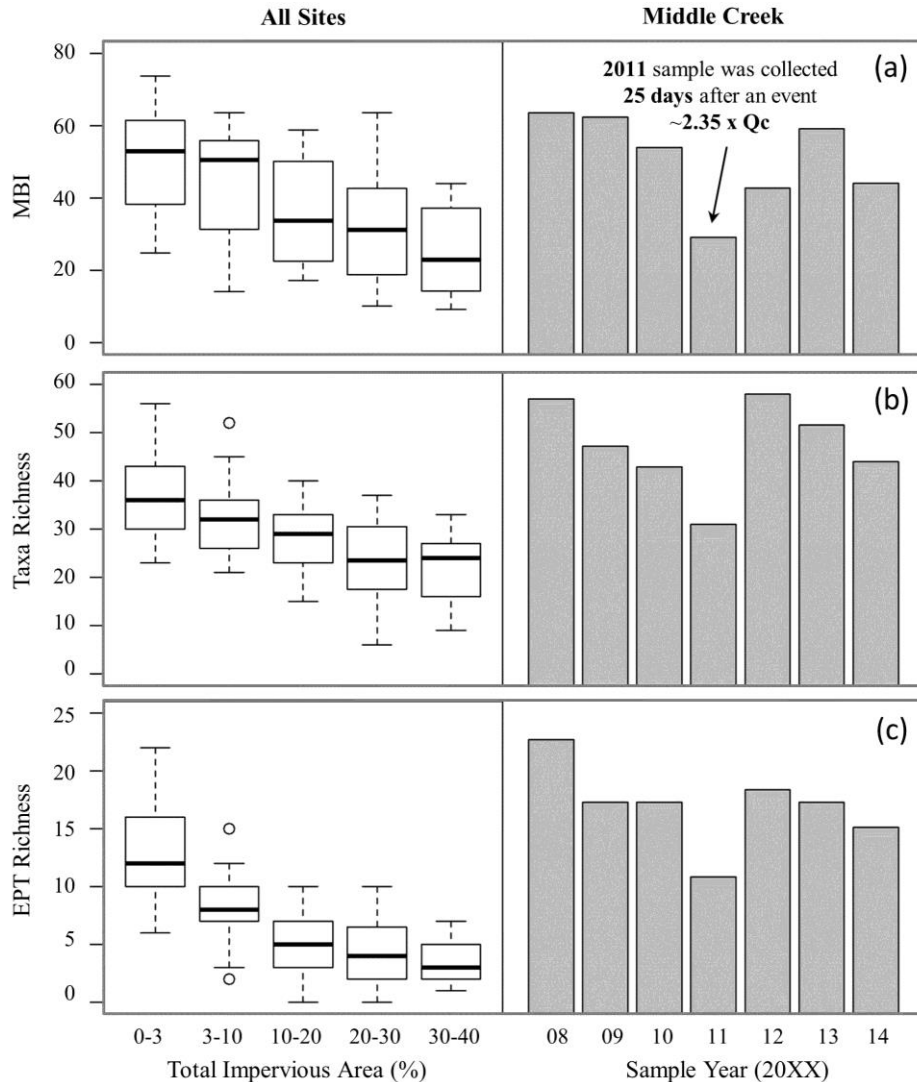 All Sites
Middle Creek
MBI
80
60
40
20
0
(a)
2011 sample was collected
25 days after an event
~2.35 x Qc
Taxa Richness
60
50
40
30
20
10
0
(b)
EPT Richness
25
20
15
10
5
0
(c)
0-3 3-10 10-20 20-30 30-40
Total Impervious Area (%)
08 09 10 11 12 13 14
Sample Year (20XX)